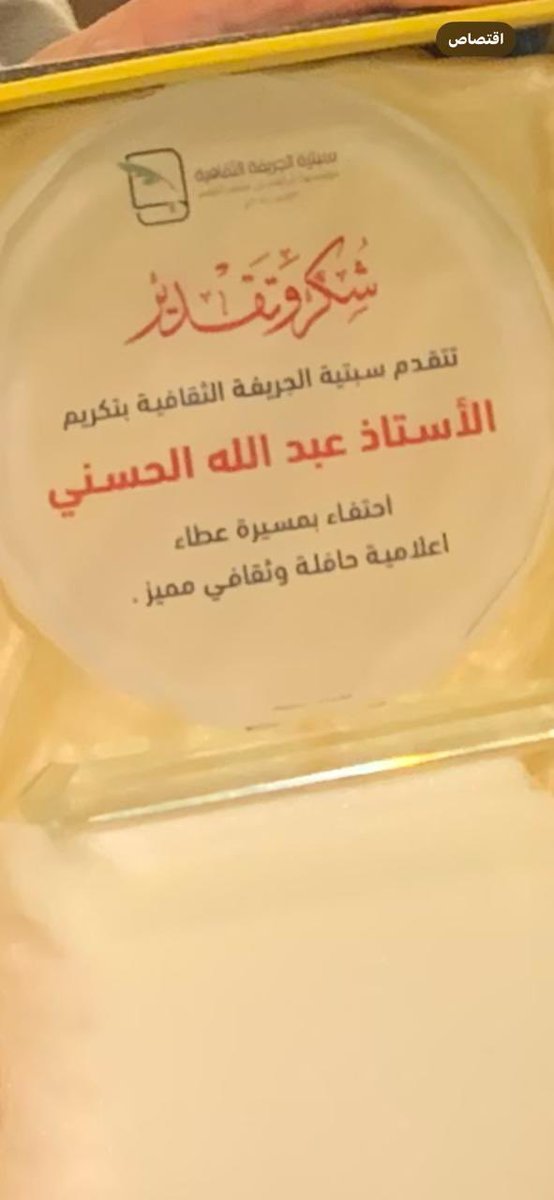 اقتصاص
سبتية الجريفة الثقافية
شكر وتقدير
تتقدم سبتية الجريفة الثقافية بتكريم
الأستاذ عبد الله الحسني
احتفاء بمسيرة عطاء
اعلامية حافلة وثقافي مميز .